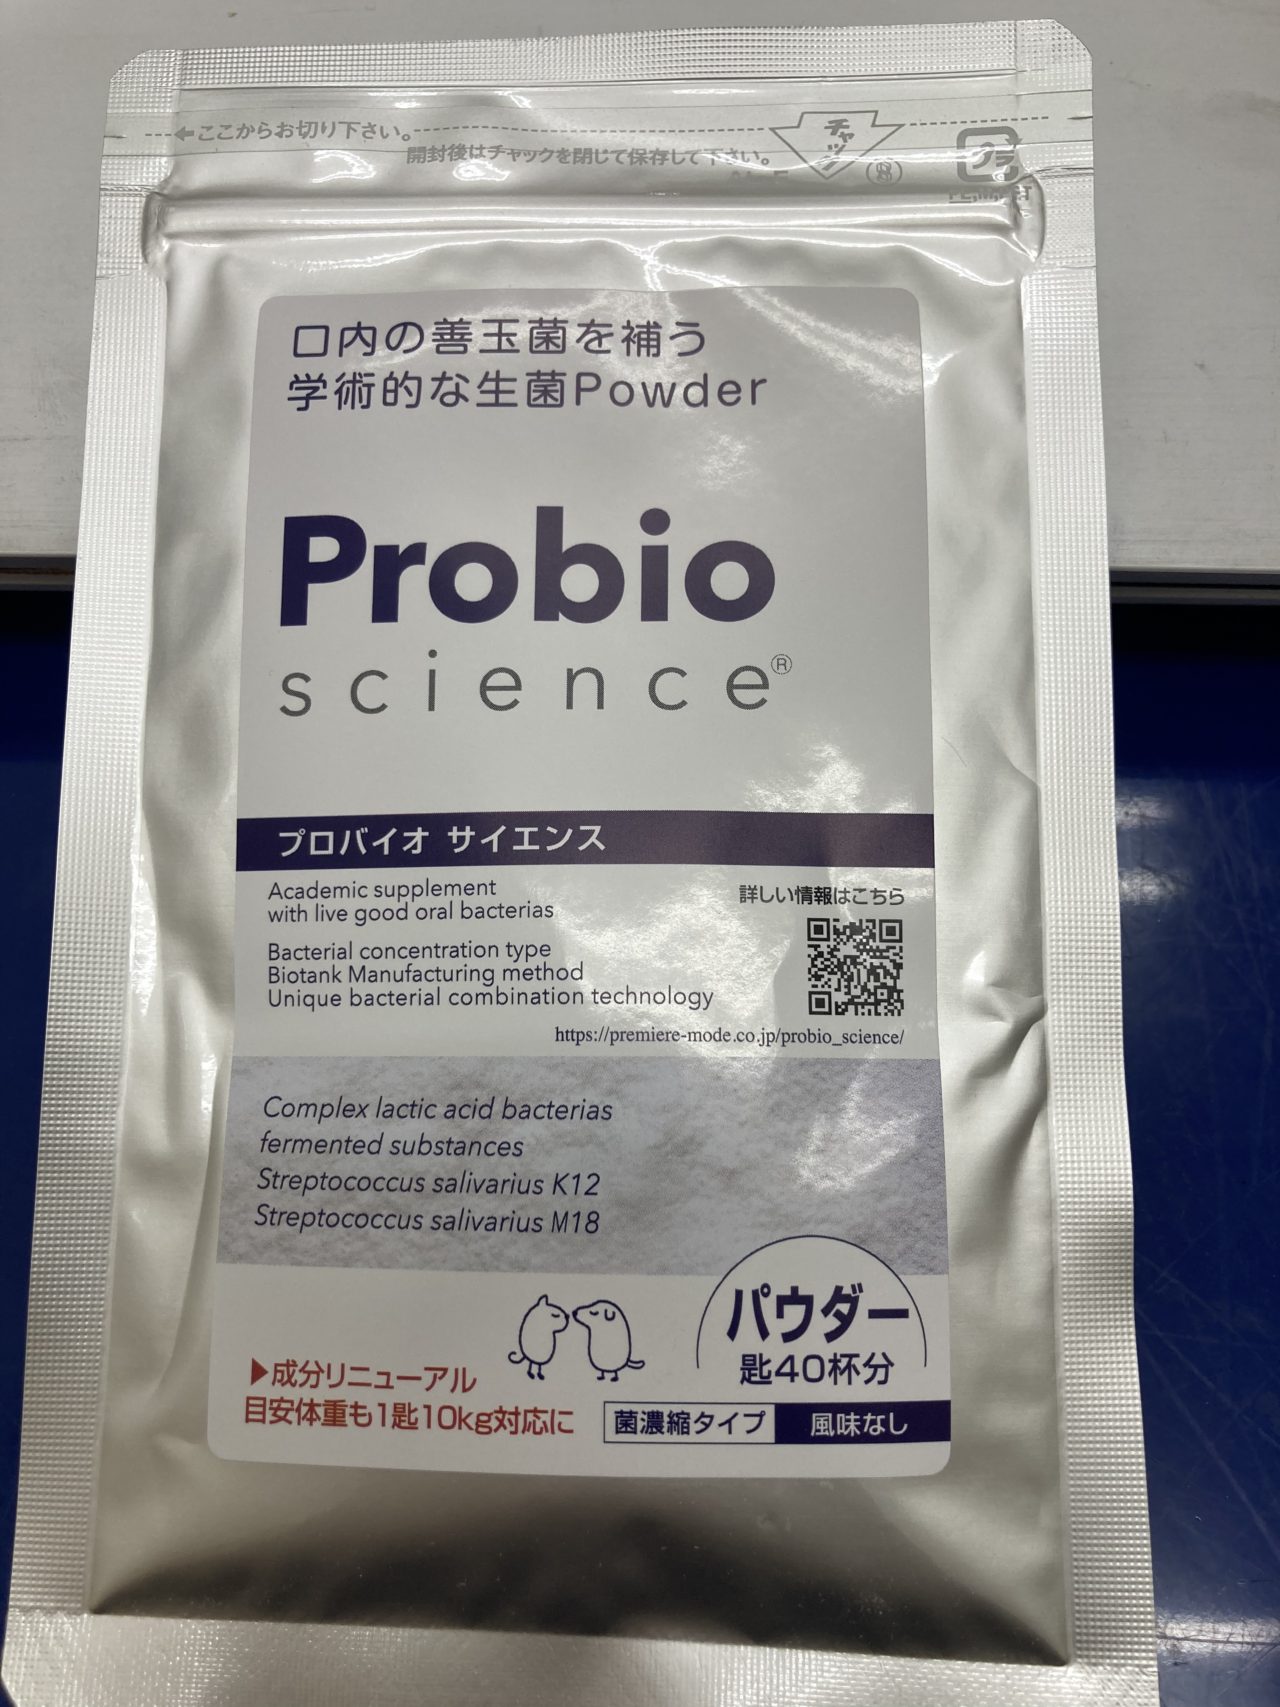 ここからお切り下さい。
開封後はチャックを閉じて保存して下さい。
チャック
プラ
口内の善玉菌を補う
学術的な生菌Powder
Probio
science®
プロバイオ サイエンス
Academic supplement
with live good oral bacterias
詳しい情報はこちら
Bacterial concentration type
Biotank Manufacturing method
Unique bacterial combination technology
https://premiere-mode.co.jp/probio_science/
Complex lactic acid bacterias
fermented substances
Streptococcus salivarius K12
Streptococcus salivarius M18
パウダー
匙40杯分
▶成分リニューアル
目安体重も1匙10kg対応に
菌濃縮タイプ 風味なし